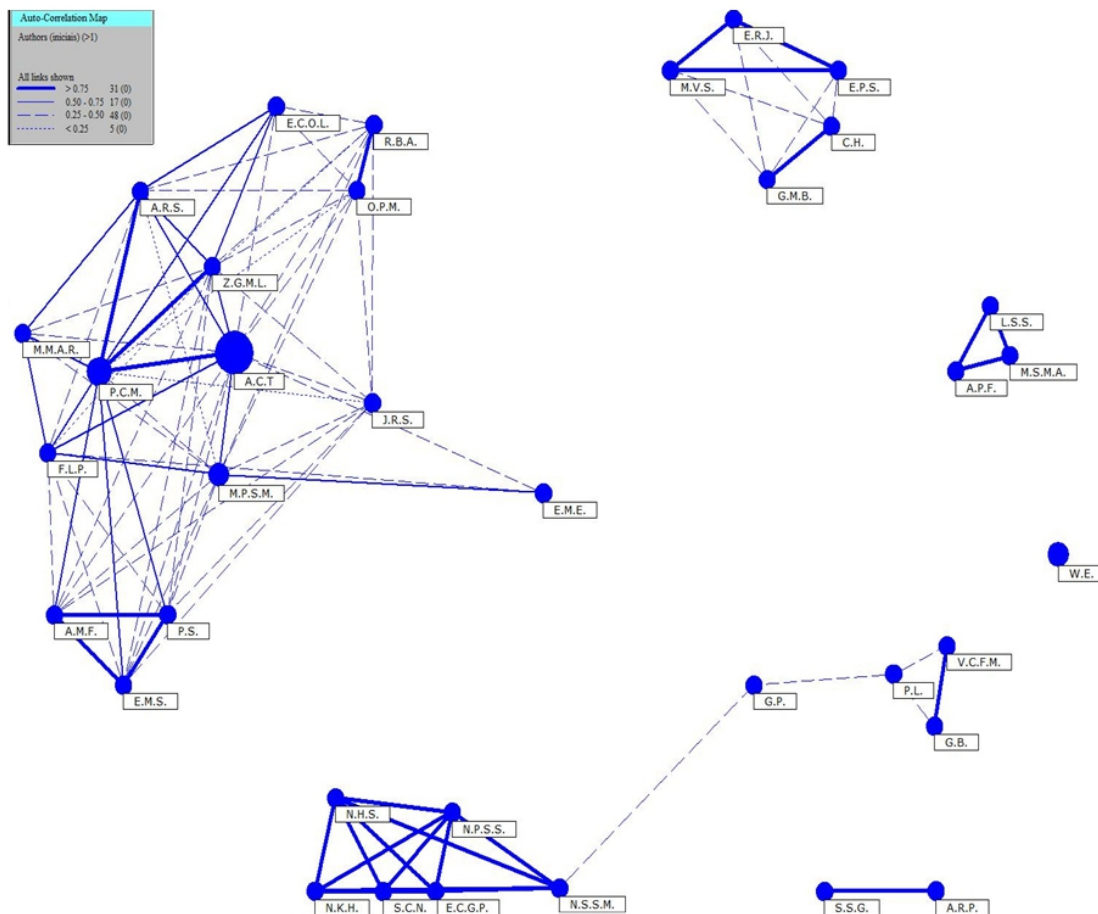 Auto-Correlation Map
Authors (iniciais) (>1)
All links shown
> 0.75 31 (0)
0.50 - 0.75 17 (0)
0.25 - 0.50 48 (0)
< 0.25 5 (0)
E.R.J.
M.V.S.
E.P.S.
E.C.O.L.
R.B.A.
C.H.
G.M.B.
A.R.S.
O.P.M.
Z.G.M.L.
L.S.S.
M.M.A.R.
M.S.M.A.
A.C.T
P.C.M.
A.P.F.
J.R.S.
F.L.P.
M.P.S.M.
E.M.E.
W.E.
A.M.F.
P.S.
V.C.F.M.
P.L.
E.M.S.
G.P.
G.B.
N.H.S.
N.P.S.S.
N.K.H.
S.C.N.
E.C.G.P.
N.S.S.M.
S.S.G.
A.R.P.